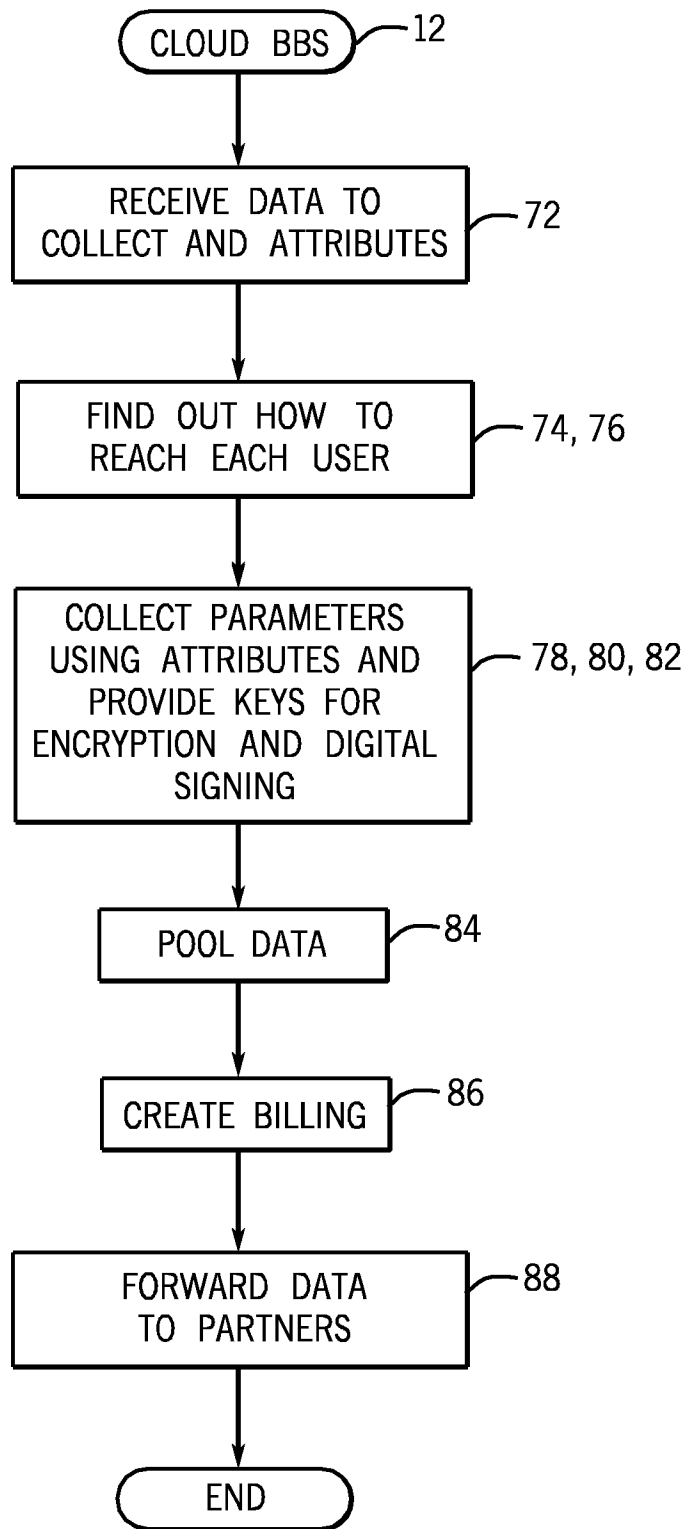 CLOUD BBS
12
RECEIVE DATA TO
COLLECT AND ATTRIBUTES
72
FIND OUT HOW TO
REACH EACH USER
74, 76
COLLECT PARAMETERS
USING ATTRIBUTES AND
PROVIDE KEYS FOR
ENCRYPTION AND DIGITAL
SIGNING
78, 80, 82
POOL DATA
84
CREATE BILLING
86
FORWARD DATA
TO PARTNERS
88
END